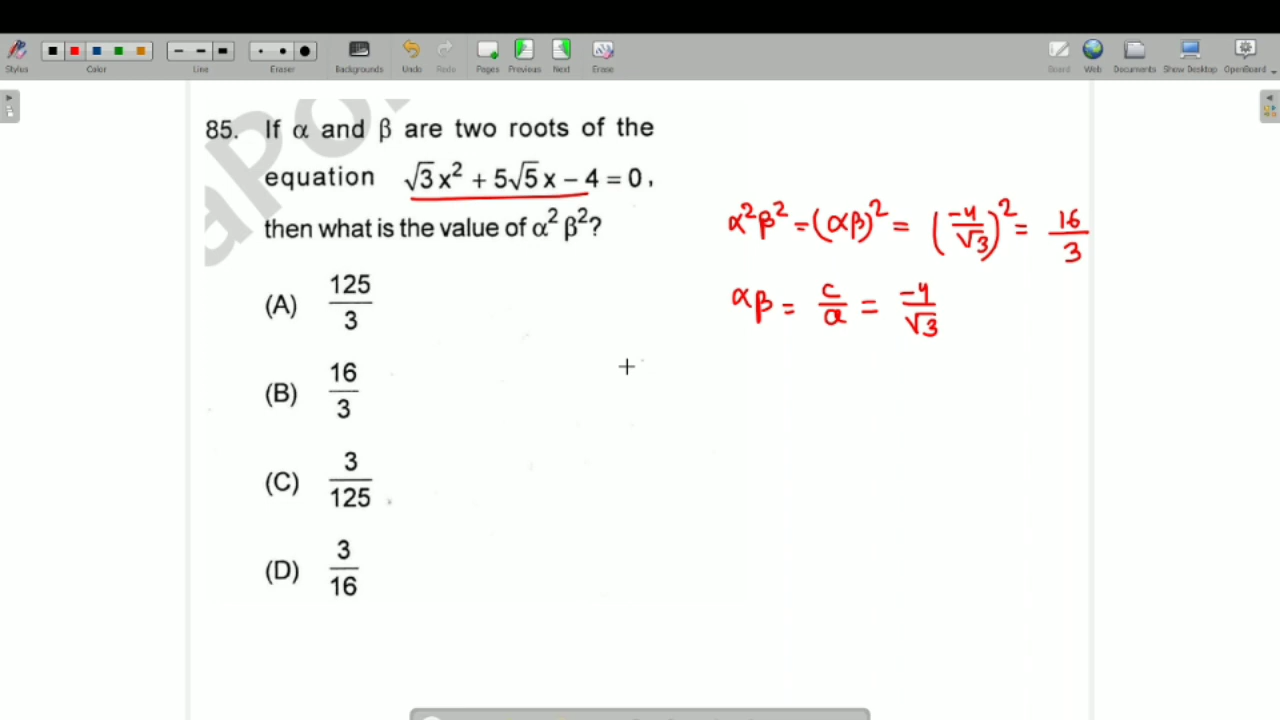 Stylus Color Line Eraser Backgrounds Undo Redo Pages Previous Next Erase Board Web Documents Show Desktop OpenBoard
85. If α and β are two roots of the
equation √3x² + 5√5x − 4 = 0,
then what is the value of α² β²?
(A) 125/3
(B) 16/3
(C) 3/125
(D) 3/16
α²β² = (αβ)² = (-4/√3)² = 16/3
αβ = c/a = -4/√3